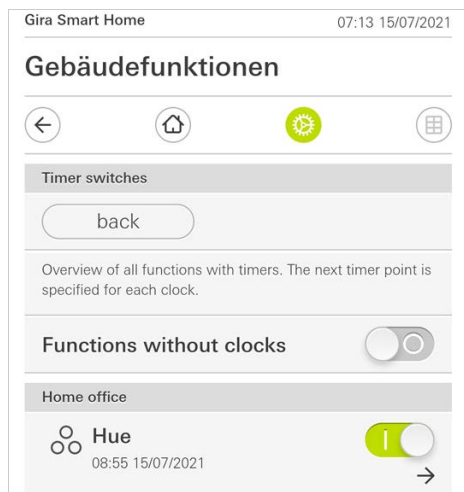 Gira Smart Home 07:13 15/07/2021
Gebäudefunktionen
Timer switches
back
Overview of all functions with timers. The next timer point is
specified for each clock.
Functions without clocks
Home office
Hue
08:55 15/07/2021